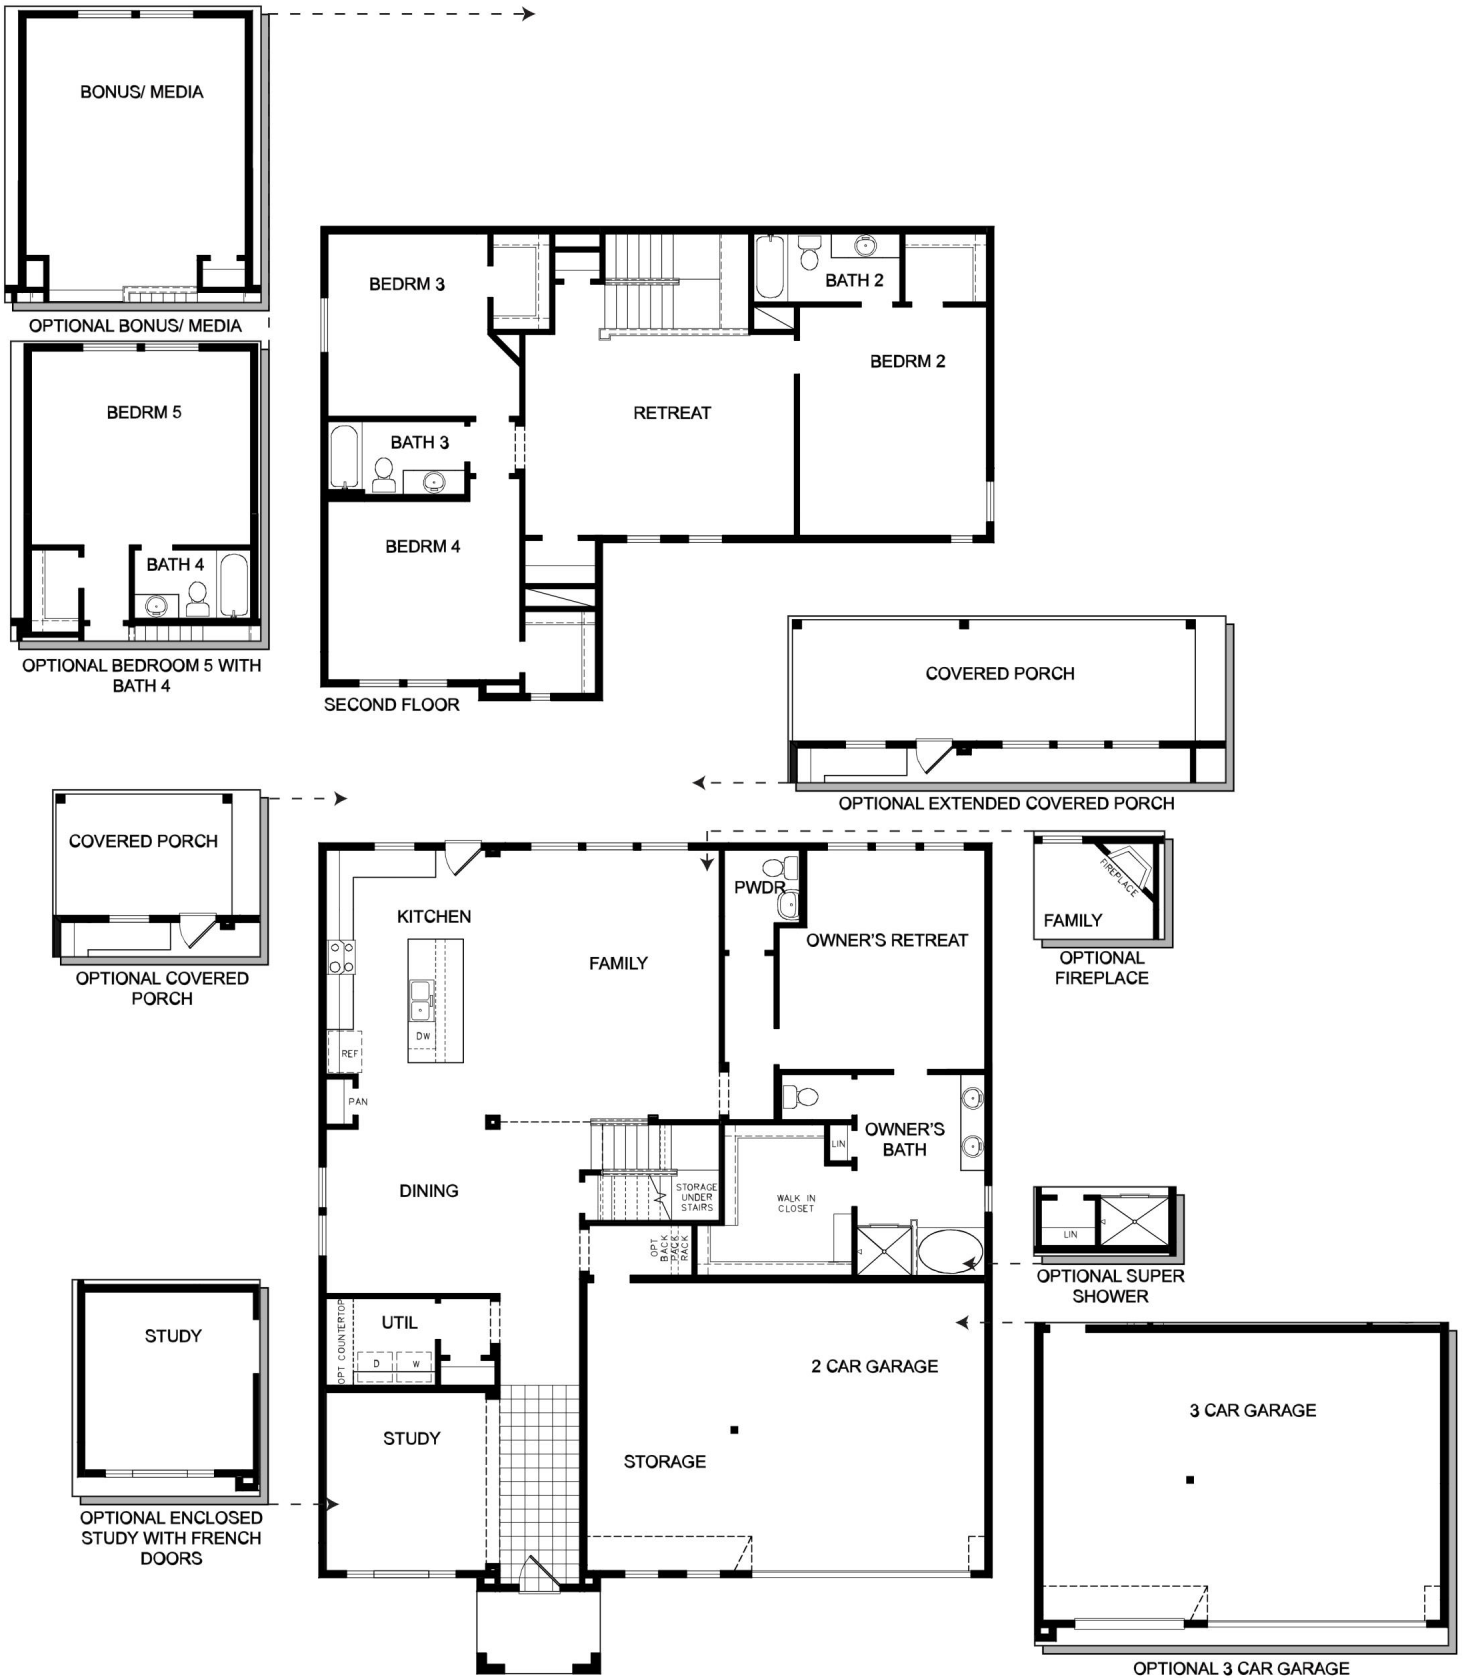 BONUS/ MEDIA
OPTIONAL BONUS/ MEDIA
BEDRM 5
BATH 4
OPTIONAL BEDROOM 5 WITH
BATH 4
BEDRM 3
BATH 2
BEDRM 2
RETREAT
BATH 3
BEDRM 4
SECOND FLOOR
COVERED PORCH
OPTIONAL EXTENDED COVERED PORCH
COVERED PORCH
OPTIONAL COVERED
PORCH
KITCHEN
DW
REF
PAN
FAMILY
PWDR
OWNER'S RETREAT
FIREPLACE
FAMILY
OPTIONAL
FIREPLACE
OWNER'S
BATH
LIN
DINING
STORAGE
UNDER
STAIRS
WALK IN
CLOSET
OPT
BACK
PACK
RACK
LIN
OPTIONAL SUPER
SHOWER
UTIL
OPT COUNTERTOP
D
W
STUDY
OPTIONAL ENCLOSED
STUDY WITH FRENCH
DOORS
STUDY
2 CAR GARAGE
STORAGE
3 CAR GARAGE
OPTIONAL 3 CAR GARAGE